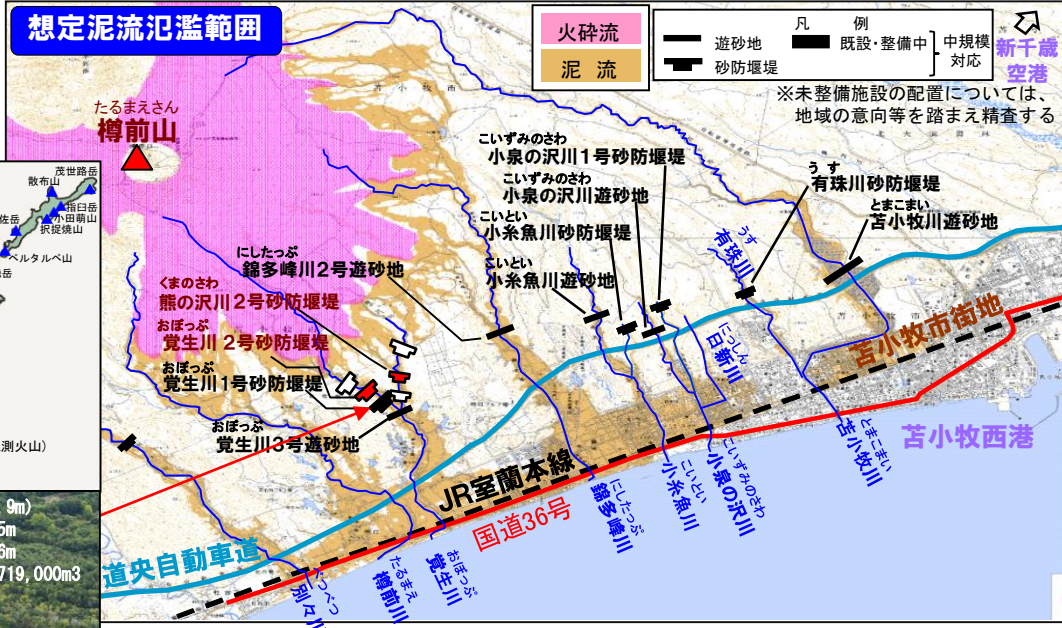 想定泥流氾濫範囲
火砕流
泥 流
凡 例
遊砂地
既設・整備中
砂防堰堤
中規模
対応
新千歳
空港
※未整備施設の配置については、
地域の意向等を踏まえ精査する
たるまえさん
樽前山
茂世路岳
散布山
指臼岳
小田萌山
択捉焼山
ベルタルベ山
こいずみのさわ
小泉の沢川1号砂防堰堤
こいずみのさわ
小泉の沢川遊砂地
こいとい
小糸魚川砂防堰堤
こいとい
小糸魚川遊砂地
うす
有珠川砂防堰堤
とまこまい
苫小牧川遊砂地
うす
有珠川
にしたっぷ
錦多峰川2号遊砂地
くまのさわ
熊の沢川2号砂防堰堤
おぼっぷ
覚生川 2号砂防堰堤
おぼっぷ
覚生川1号砂防堰堤
おぼっぷ
覚生川3号遊砂地
にっしん
日新川
苫小牧市街地
苫小牧西港
とまこまい
苫小牧川
こいずみのさわ
小泉の沢川
こいとい
小糸魚川
にしたっぷ
錦多峰川
JR室蘭本線
国道36号
おぼっぷ
覚生川
たるまえ
樽前川
べつべつ
別々川
道央自動車道
測火山)
9m)
5m
6m
719,000m3